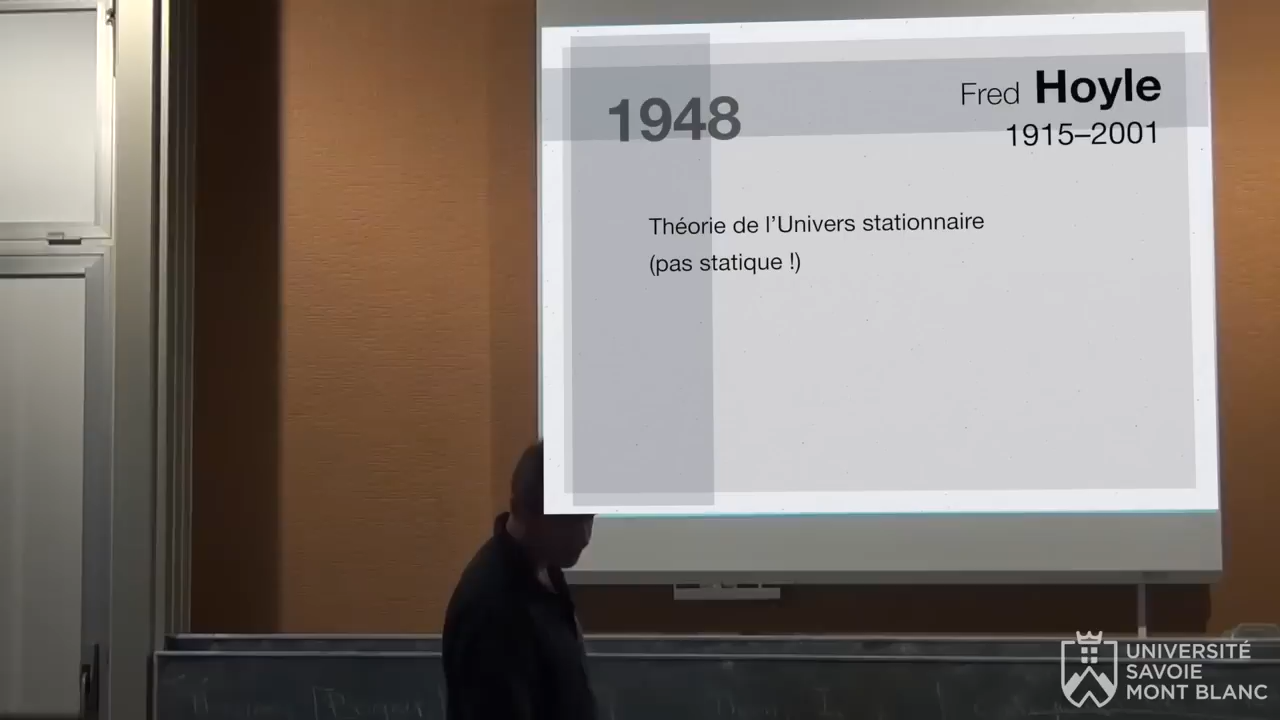 1948
Fred Hoyle
1915–2001
Théorie de l’Univers stationnaire
(pas statique !)
UNIVERSITÉ
SAVOIE
MONT BLANC